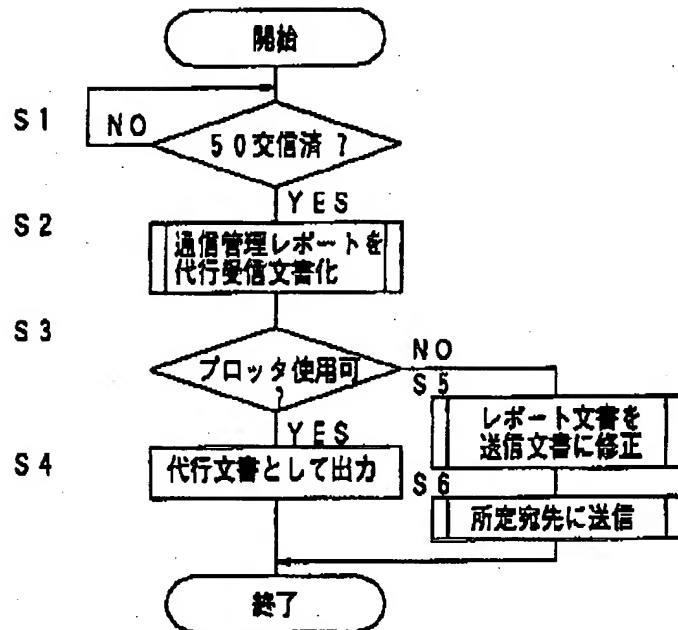 開始
S1
NO
50交信済 ?
YES
S2
通信管理レポートを
代行受信文書化
S3
プロッタ使用可
?
NO
YES
S4
代行文書として出力
S5
レポート文書を
送信文書に修正
S6
所定宛先に送信
終了